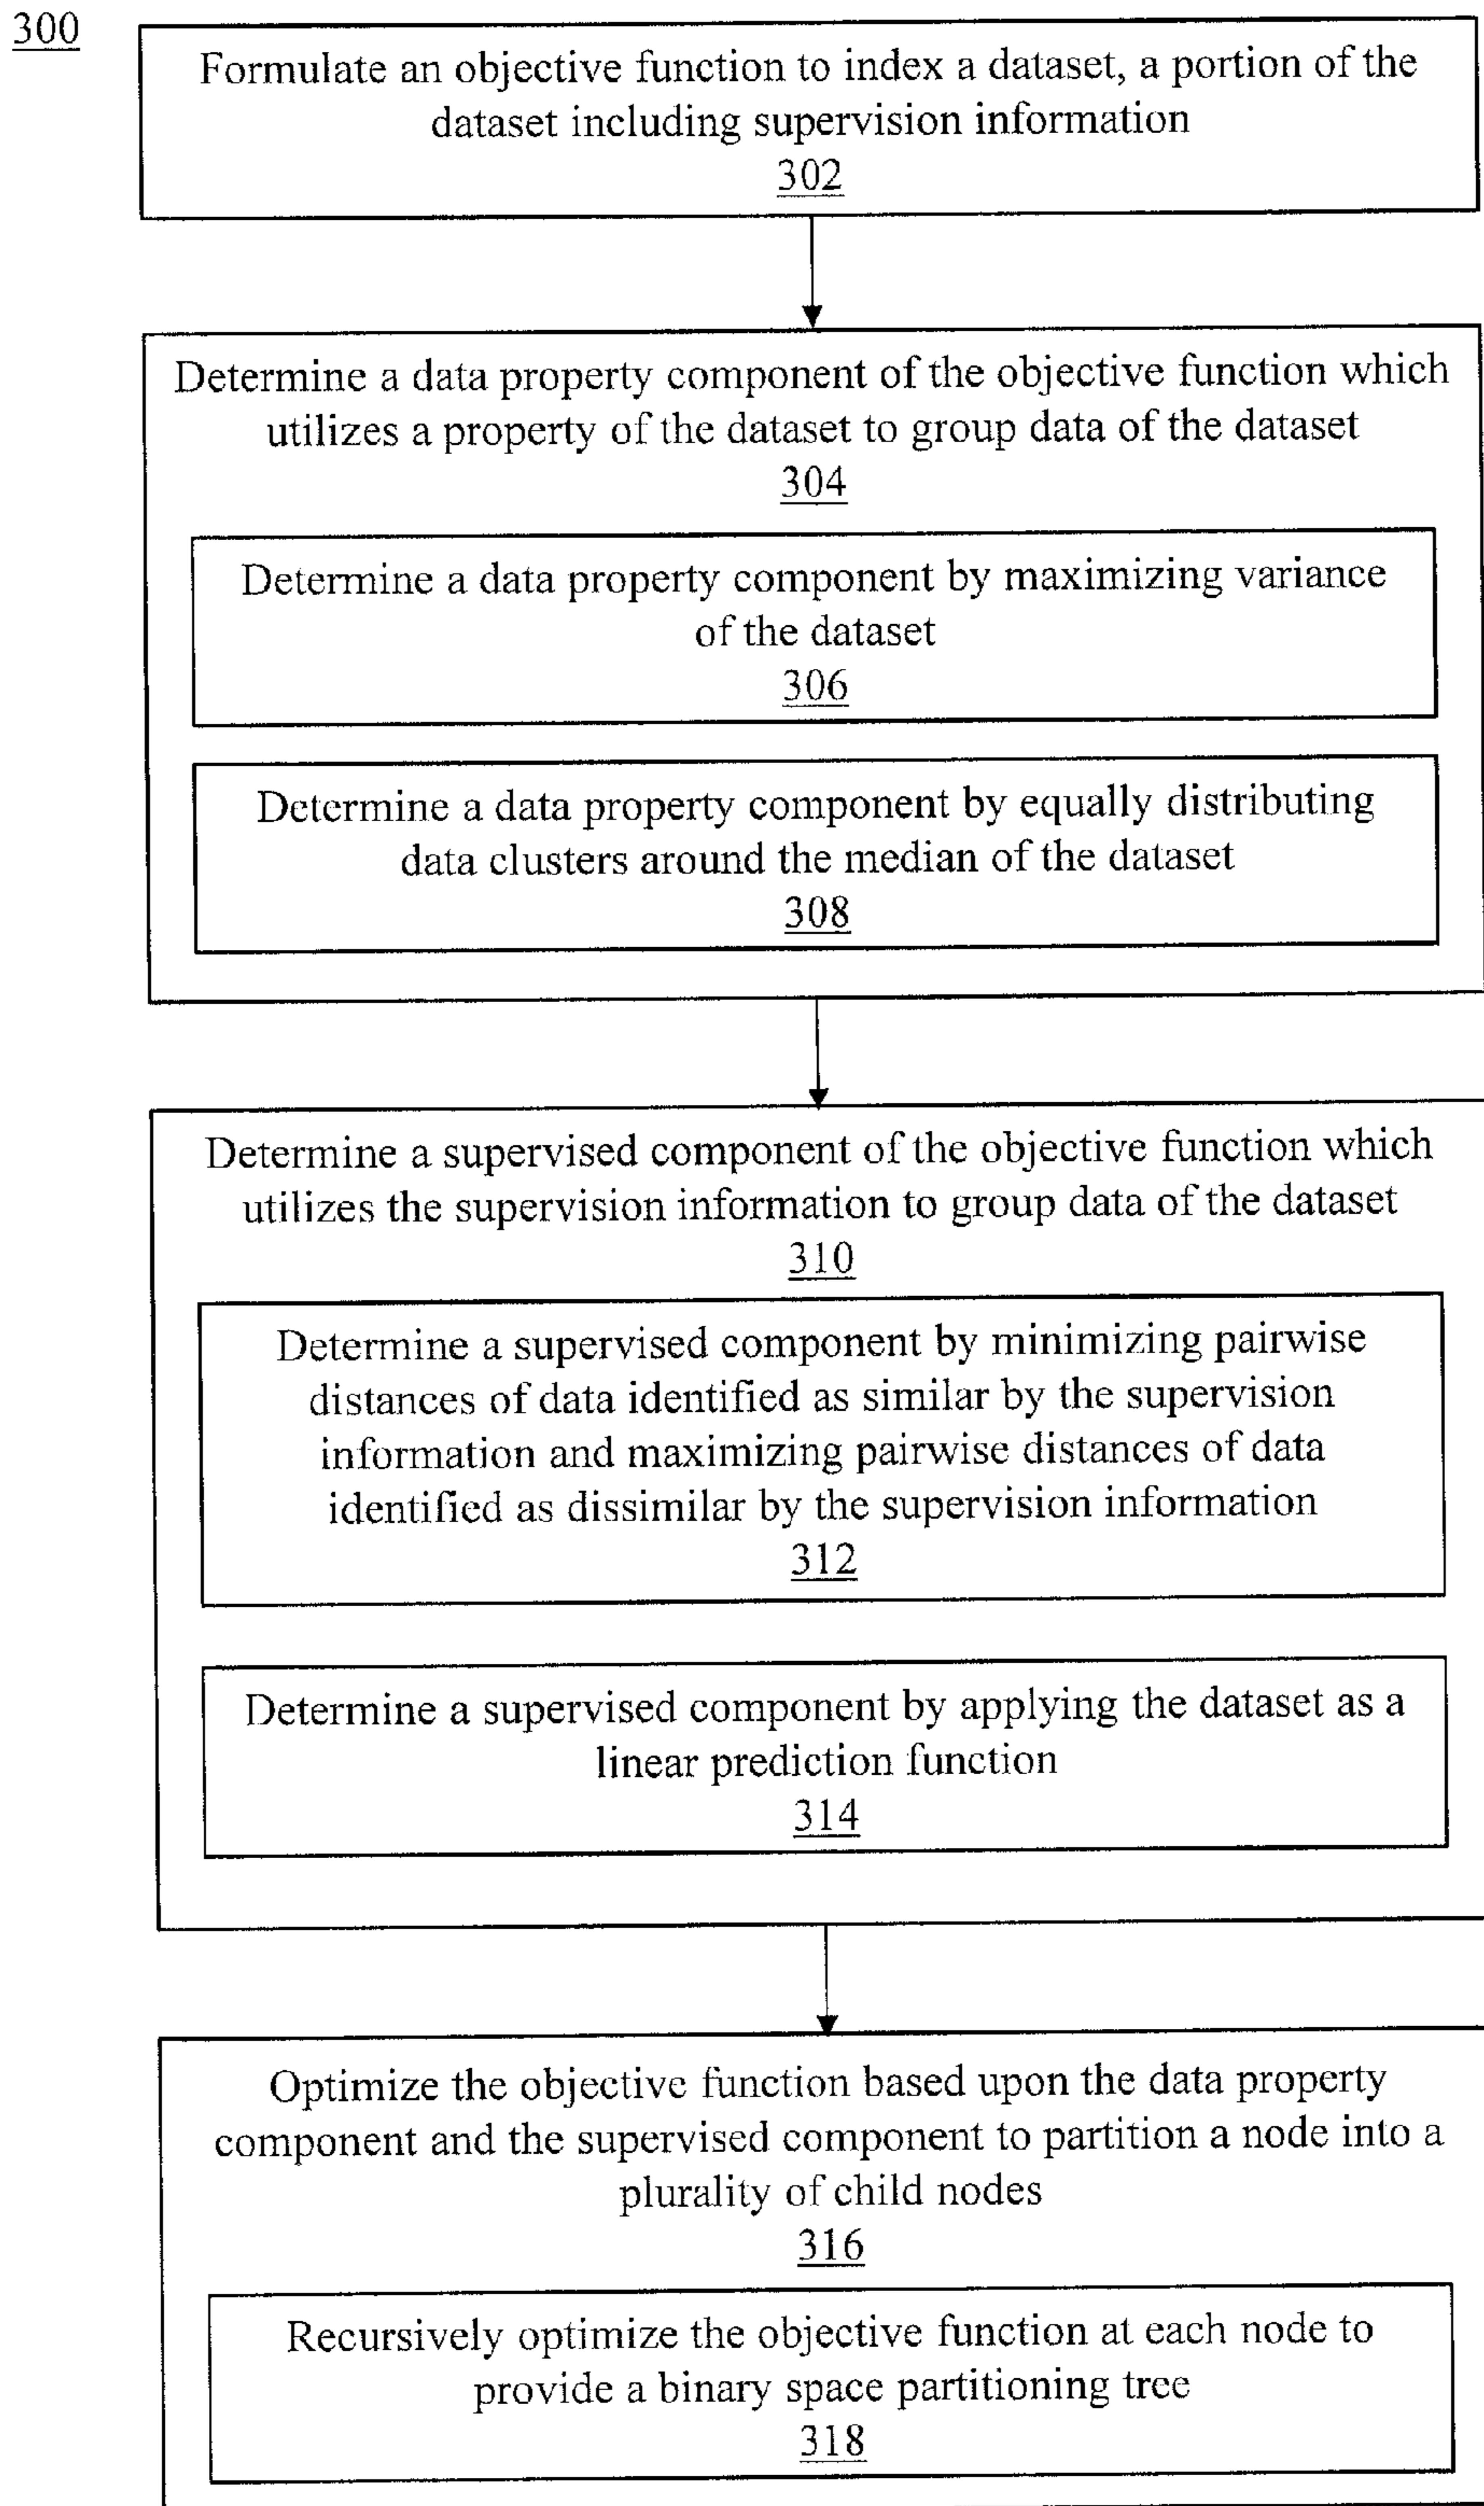 300
Formulate an objective function to index a dataset, a portion of the
dataset including supervision information
302
Determine a data property component of the objective function which
utilizes a property of the dataset to group data of the dataset
304
Determine a data property component by maximizing variance
of the dataset
306
Determine a data property component by equally distributing
data clusters around the median of the dataset
308
Determine a supervised component of the objective function which
utilizes the supervision information to group data of the dataset
310
Determine a supervised component by minimizing pairwise
distances of data identified as similar by the supervision
information and maximizing pairwise distances of data
identified as dissimilar by the supervision information
312
Determine a supervised component by applying the dataset as a
linear prediction function
314
Optimize the objective function based upon the data property
component and the supervised component to partition a node into a
plurality of child nodes
316
Recursively optimize the objective function at each node to
provide a binary space partitioning tree
318